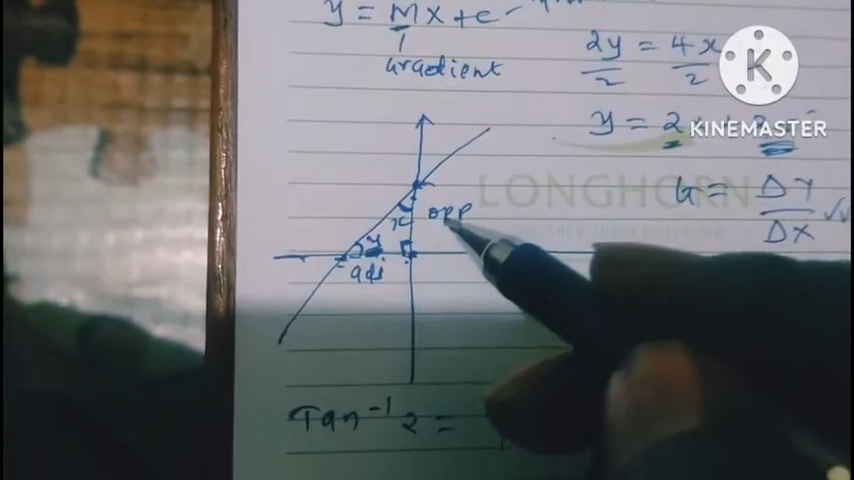 y = Mx + c
gradient
2y = 4x
2 2
y = 2
G = ΔY
ΔX
x
opp
y
adj
Tan⁻¹ 2 =
LONGHORN
K
KINEMASTER